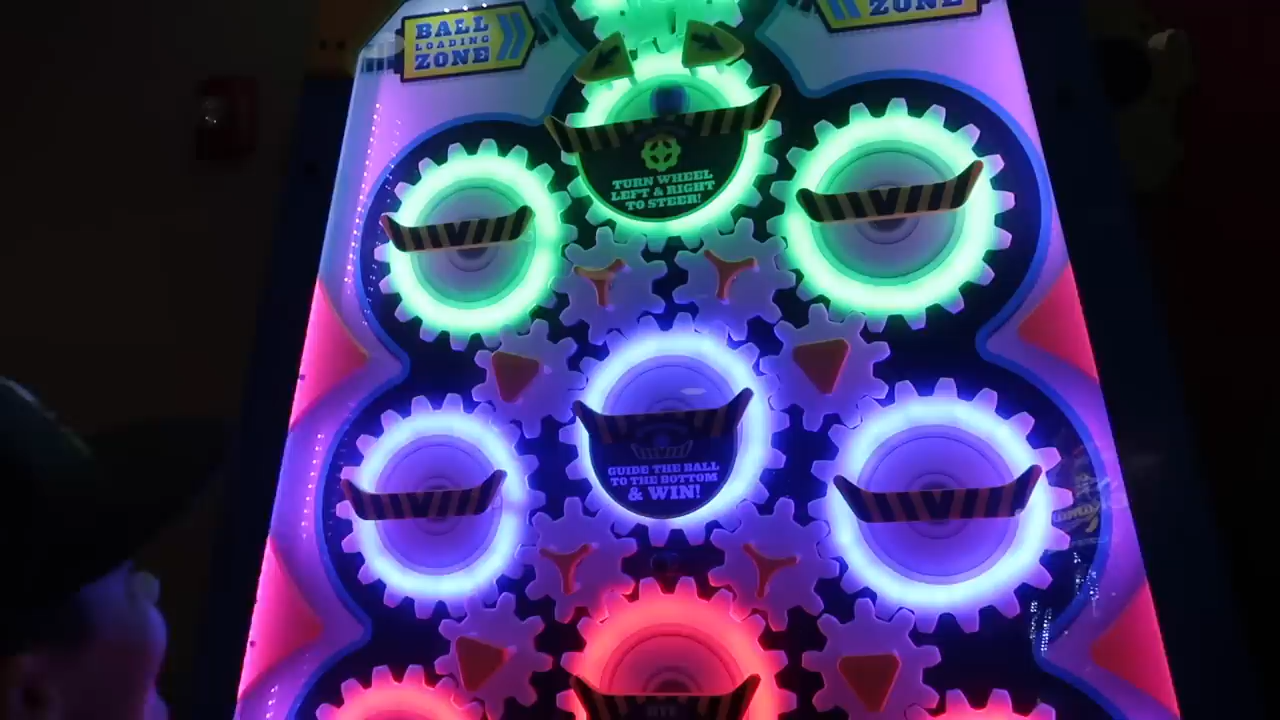 BALL
LOADING
ZONE
ZONE
TURN WHEEL
LEFT & RIGHT
TO STEER!
GUIDE THE BALL
TO THE BOTTOM
& WIN!